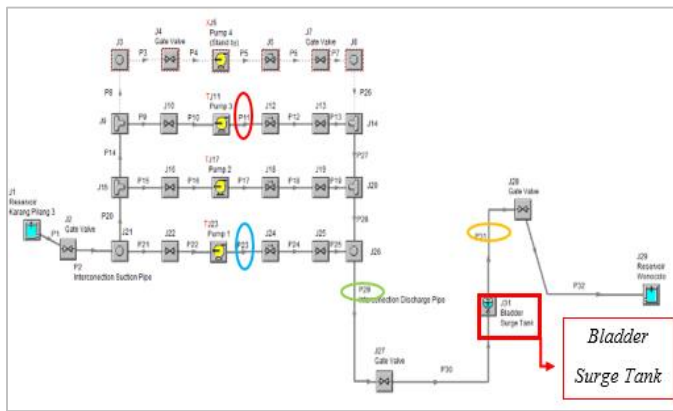 J4
Gate Valve
J5
Pump 4
(Stand-by)
J7
Gate Valve
J3
P3
P4
P5
J6
P6
P7
J8
P8
P26
J9
P9
J10
P10
TJ11
Pump 3
P11
J12
P12
J13
P13
J14
P14
P27
J15
P15
J16
P16
TJ17
Pump 2
P17
J18
P18
J19
P19
J20
P20
P28
J1
Reservoir
Karang Pilang 3
P1
J2
Gate Valve
P2
Interconection Suction Pipe
J21
P21
J22
P22
TJ23
Pump 1
P23
J24
P24
J25
P25
J26
P29
Interconection Discharge Pipe
J27
Gate Valve
P30
J31
Bladder
Surge Tank
P31
J28
Gate Valve
P32
J29
Reservoir
Wonocolo
Bladder
Surge Tank